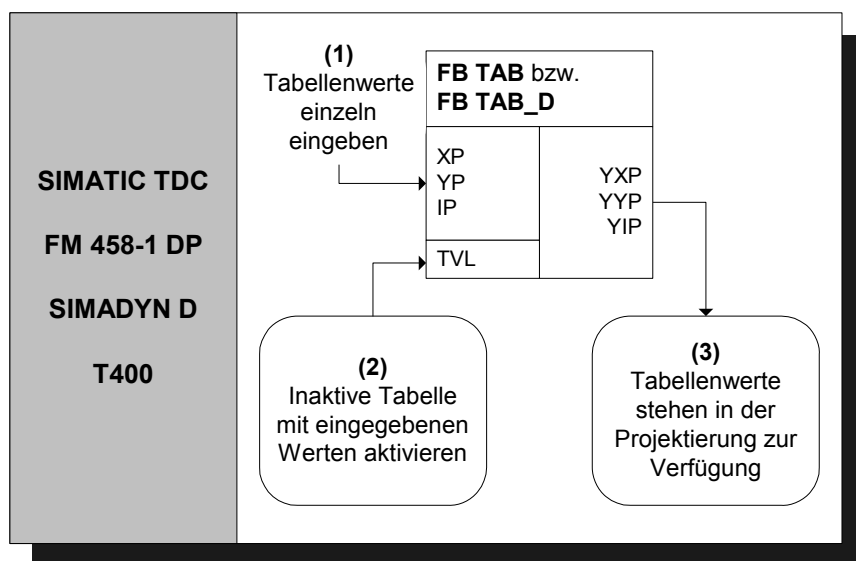 SIMATIC TDC
FM 458-1 DP
SIMADYN D
T400
(1)
Tabellenwerte
einzeln
eingeben
FB TAB bzw.
FB TAB_D
XP
YP
IP
TVL
YXP
YYP
YIP
(2)
Inaktive Tabelle
mit eingegebenen
Werten aktivieren
(3)
Tabellenwerte
stehen in der
Projektierung zur
Verfügung